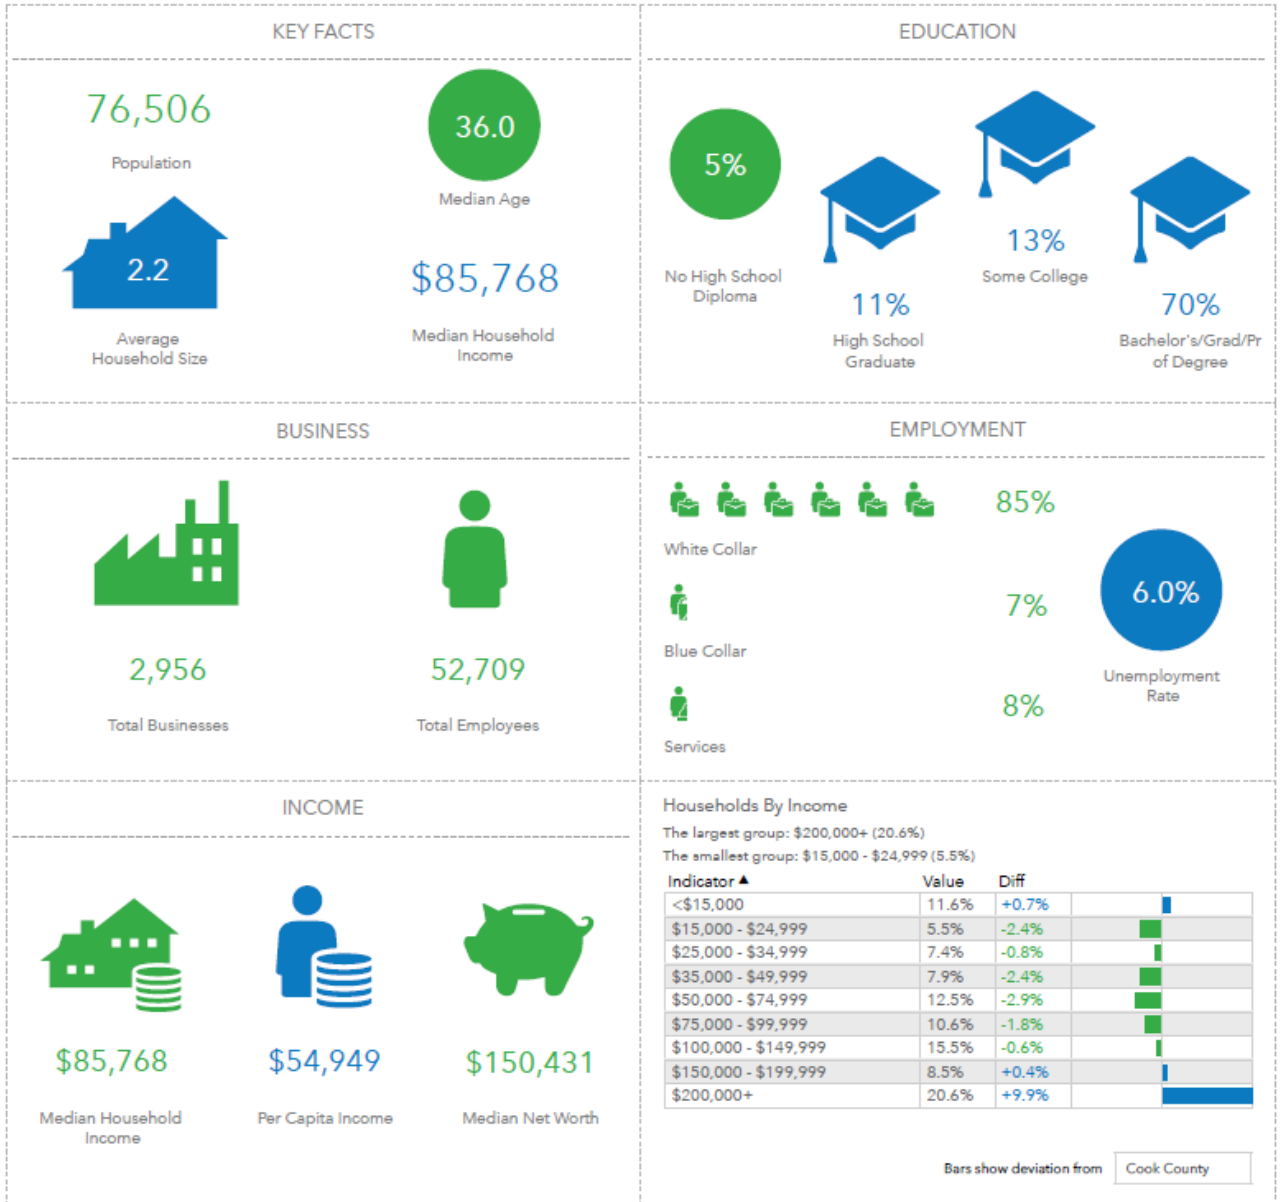 KEY FACTS
76,506
Population
36.0
Median Age
2.2
Average
Household Size
$85,768
Median Household
Income
EDUCATION
5%
No High School
Diploma
11%
High School
Graduate
13%
Some College
70%
Bachelor's/Grad/Pr
of Degree
BUSINESS
2,956
Total Businesses
52,709
Total Employees
EMPLOYMENT
85%
White Collar
7%
Blue Collar
8%
Services
6.0%
Unemployment
Rate
INCOME
$85,768
Median Household
Income
$54,949
Per Capita Income
$150,431
Median Net Worth
Households By Income
The largest group: $200,000+ (20.6%)
The smallest group: $15,000 - $24,999 (5.5%)
Indicator ▲ Value Diff
<$15,000 11.6% +0.7%
$15,000 - $24,999 5.5% -2.4%
$25,000 - $34,999 7.4% -0.8%
$35,000 - $49,999 7.9% -2.4%
$50,000 - $74,999 12.5% -2.9%
$75,000 - $99,999 10.6% -1.8%
$100,000 - $149,999 15.5% -0.6%
$150,000 - $199,999 8.5% +0.4%
$200,000+ 20.6% +9.9%
Bars show deviation from Cook County